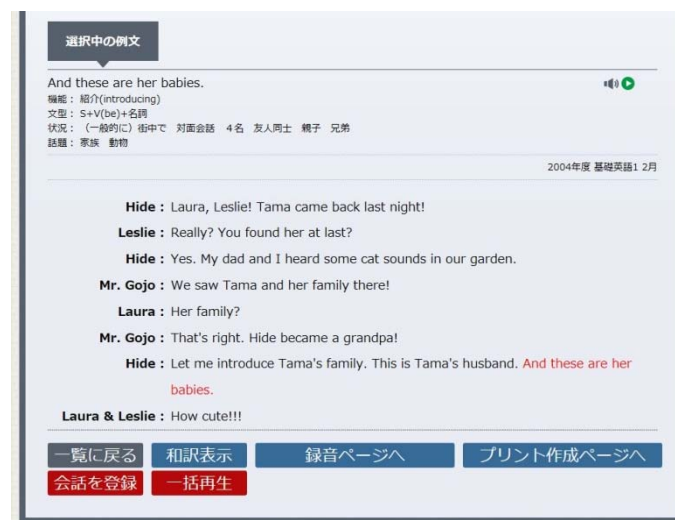 選択中の例文
And these are her babies.
機能： 紹介(introducing)
文型： S+V(be)+名詞
状況： （一般的に）街中で 対面会話 4名 友人同士 親子 兄弟
話題： 家族 動物
2004年度 基礎英語1 2月
Hide : Laura, Leslie! Tama came back last night!
Leslie : Really? You found her at last?
Hide : Yes. My dad and I heard some cat sounds in our garden.
Mr. Gojo : We saw Tama and her family there!
Laura : Her family?
Mr. Gojo : That's right. Hide became a grandpa!
Hide : Let me introduce Tama's family. This is Tama's husband. And these are her
babies.
Laura & Leslie : How cute!!!
一覧に戻る 和訳表示 録音ページへ プリント作成ページへ
会話を登録 一括再生